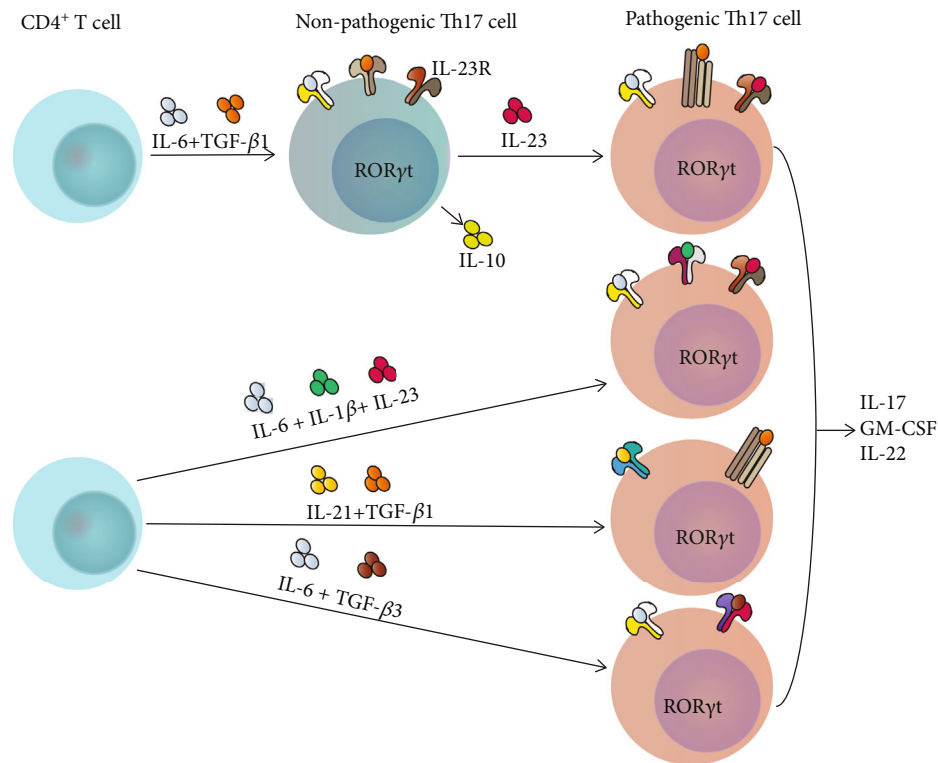 CD4⁺ T cell
Non-pathogenic Th17 cell
Pathogenic Th17 cell
IL-23R
IL-6+TGF-β1
IL-23
RORγt
RORγt
IL-10
RORγt
IL-6 + IL-1β+ IL-23
IL-17
GM-CSF
IL-22
IL-21+TGF-β1
RORγt
IL-6 + TGF-β3
RORγt